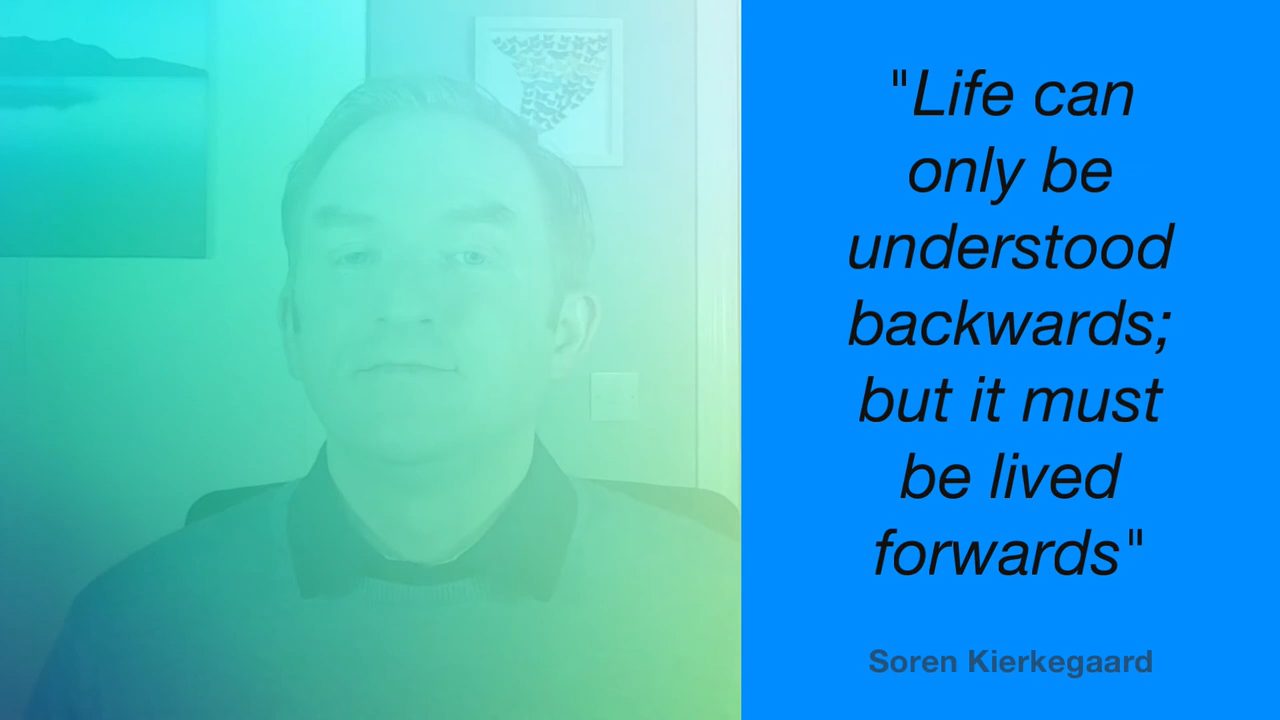 "Life can
only be
understood
backwards;
but it must
be lived
forwards"
Soren Kierkegaard